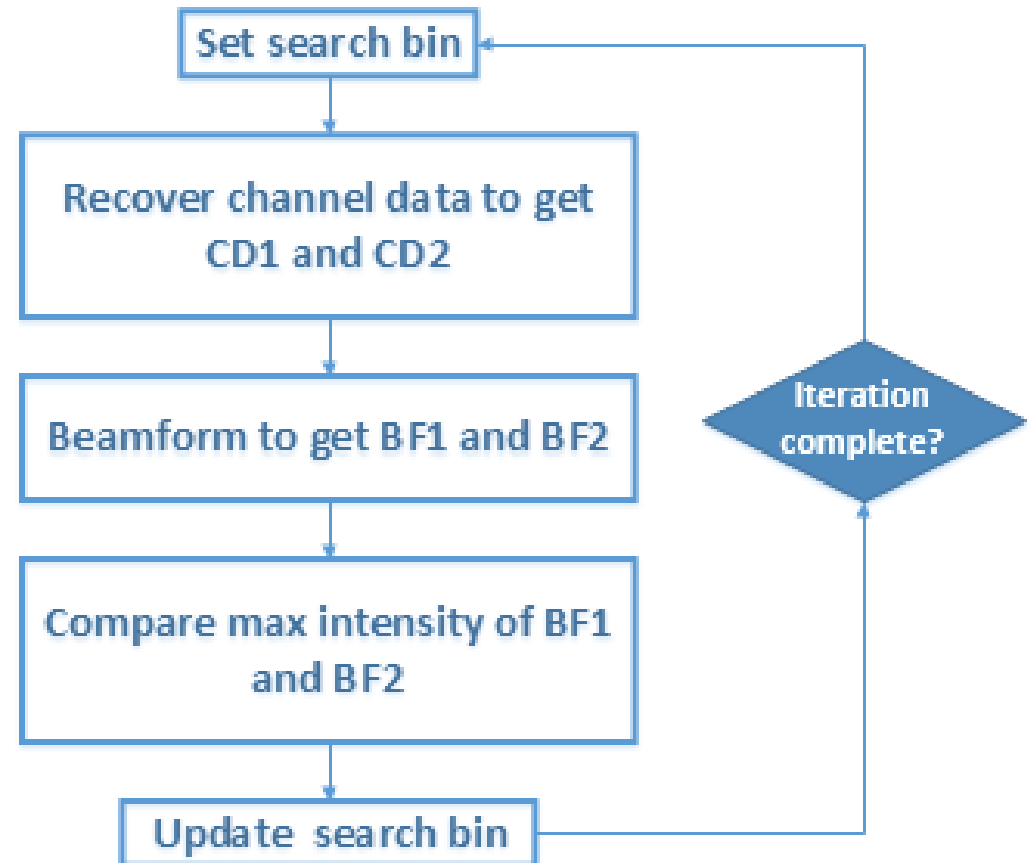 Set search bin
Recover channel data to get
CD1 and CD2
Beamform to get BF1 and BF2
Compare max intensity of BF1
and BF2
Update search bin
Iteration
complete?